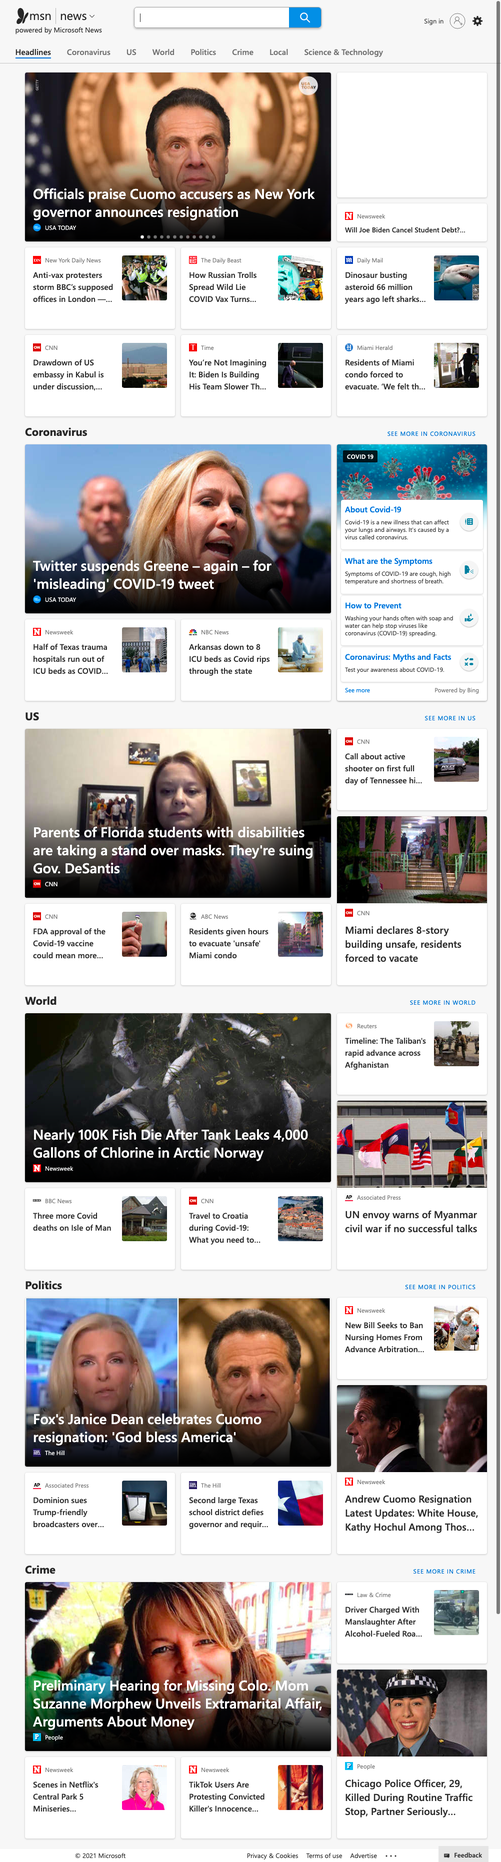 msn | news
powered by Microsoft News
Sign in
Headlines Coronavirus US World Politics Crime Local Science & Technology
Officials praise Cuomo accusers as New York
governor announces resignation
USA TODAY
Newsweek
Will Joe Biden Cancel Student Debt?...
New York Daily News
Anti-vax protesters
storm BBC's supposed
offices in London —...
The Daily Beast
How Russian Trolls
Spread Wild Lie
COVID Vax Turns...
Daily Mail
Dinosaur busting
asteroid 66 million
years ago left sharks...
CNN
Drawdown of US
embassy in Kabul is
under discussion,...
Time
You're Not Imagining
It: Biden Is Building
His Team Slower Th...
Miami Herald
Residents of Miami
condo forced to
evacuate. 'We felt th...
Coronavirus
SEE MORE IN CORONAVIRUS
Twitter suspends Greene – again – for
'misleading' COVID-19 tweet
USA TODAY
COVID 19
About Covid-19
Covid-19 is a new illness that can affect
your lungs and airways. It's caused by a
virus called coronavirus.
What are the Symptoms
Symptoms of COVID-19 are cough, high
temperature and shortness of breath.
How to Prevent
Washing your hands often with soap and
water can help stop viruses like
coronavirus (COVID-19) spreading.
Coronavirus: Myths and Facts
Test your awareness about COVID-19.
See more
Powered by Bing
Newsweek
Half of Texas trauma
hospitals run out of
ICU beds as COVID...
NBC News
Arkansas down to 8
ICU beds as Covid rips
through the state
US
SEE MORE IN US
Parents of Florida students with disabilities
are taking a stand over masks. They're suing
Gov. DeSantis
CNN
CNN
Call about active
shooter on first full
day of Tennessee hi...
CNN
Miami declares 8-story
building unsafe, residents
forced to vacate
CNN
FDA approval of the
Covid-19 vaccine
could mean more...
ABC News
Residents given hours
to evacuate 'unsafe'
Miami condo
World
SEE MORE IN WORLD
Nearly 100K Fish Die After Tank Leaks 4,000
Gallons of Chlorine in Arctic Norway
Newsweek
Reuters
Timeline: The Taliban's
rapid advance across
Afghanistan
Associated Press
UN envoy warns of Myanmar
civil war if no successful talks
BBC News
Three more Covid
deaths on Isle of Man
CNN
Travel to Croatia
during Covid-19:
What you need to...
Politics
SEE MORE IN POLITICS
Fox's Janice Dean celebrates Cuomo
resignation: 'God bless America'
The Hill
Newsweek
New Bill Seeks to Ban
Nursing Homes From
Advance Arbitration...
Newsweek
Andrew Cuomo Resignation
Latest Updates: White House,
Kathy Hochul Among Thos...
Associated Press
Dominion sues
Trump-friendly
broadcasters over...
The Hill
Second large Texas
school district defies
governor and requir...
Crime
SEE MORE IN CRIME
Preliminary Hearing for Missing Colo. Mom
Suzanne Morphew Unveils Extramarital Affair,
Arguments About Money
People
Law & Crime
Driver Charged With
Manslaughter After
Alcohol-Fueled Roa...
People
Chicago Police Officer, 29,
Killed During Routine Traffic
Stop, Partner Seriously...
Newsweek
Scenes in Netflix's
Central Park 5
Miniseries...
Newsweek
TikTok Users Are
Protesting Convicted
Killer's Innocence...
© 2021 Microsoft
Privacy & Cookies Terms of use Advertise ...
Feedback